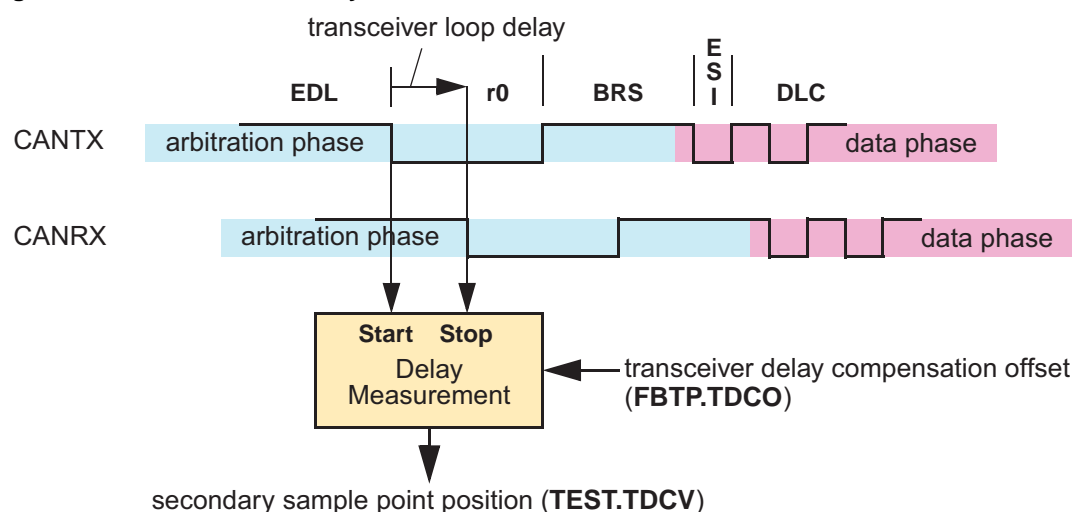 transceiver loop delay
EDL r0 BRS ESI DLC
CANTX arbitration phase data phase
CANRX arbitration phase data phase
Start Stop
Delay
Measurement
transceiver delay compensation offset
(FBTP.TDCO)
secondary sample point position (TEST.TDCV)